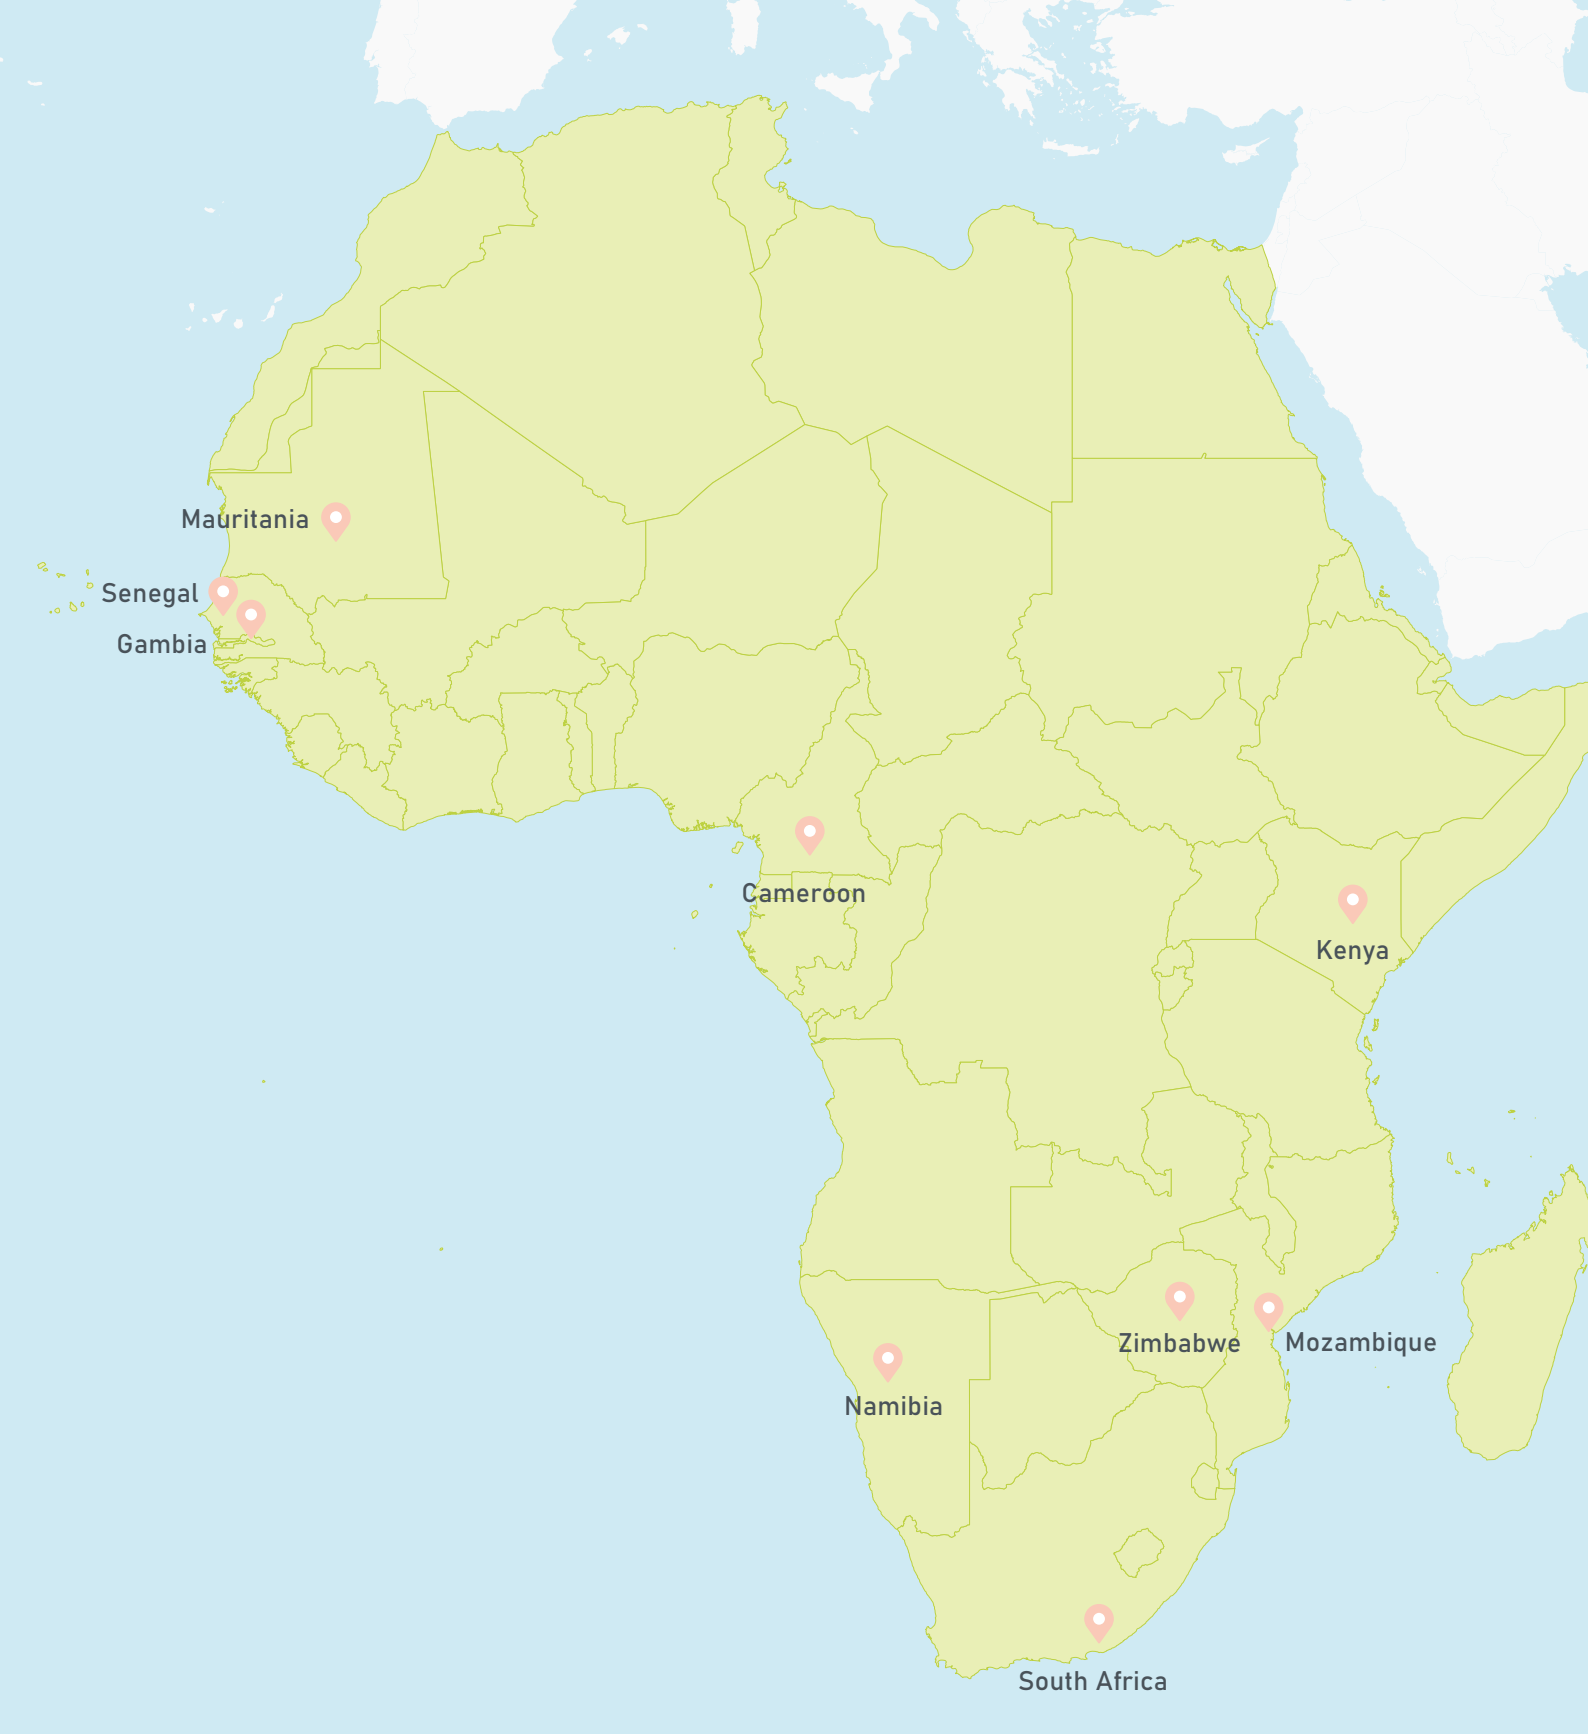 Mauritania
Senegal
Gambia
Cameroon
Kenya
Zimbabwe
Mozambique
Namibia
South Africa